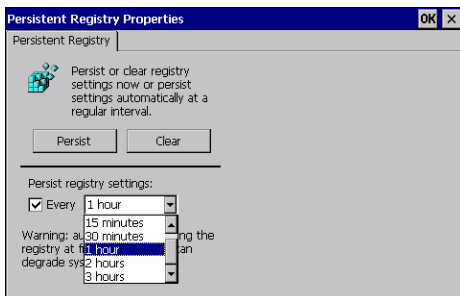 Persistent Registry Properties
OK
Persistent Registry
Persist or clear registry
settings now or persist
settings automatically at a
regular interval.
Persist
Clear
Persist registry settings:
Every
1 hour
15 minutes
30 minutes
1 hour
2 hours
3 hours
Warning: au ng the
registry at f an
degrade sys